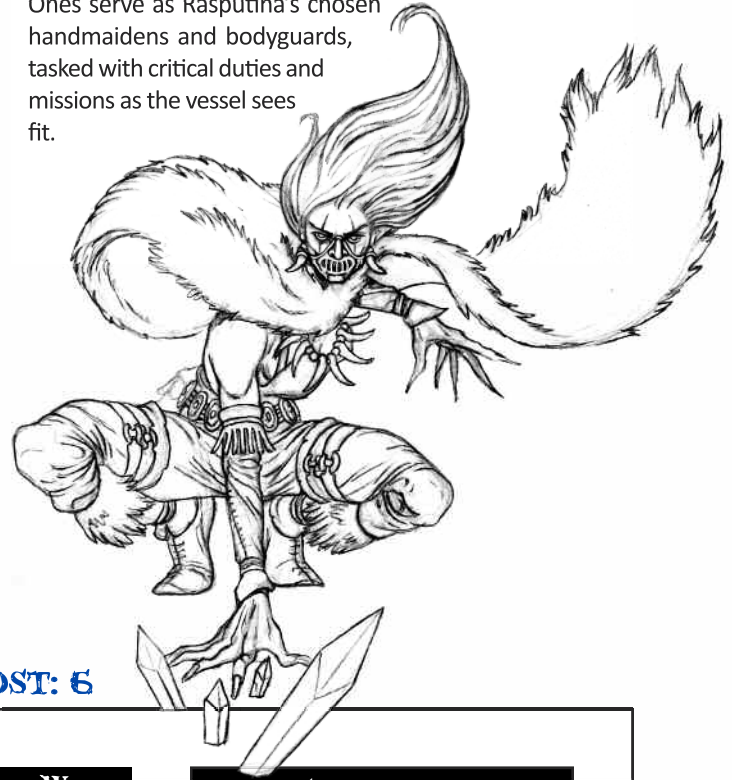 Ones serve as Rasputina's chosen
handmaidens and bodyguards,
tasked with critical duties and
missions as the vessel sees
fit.
OST: 6